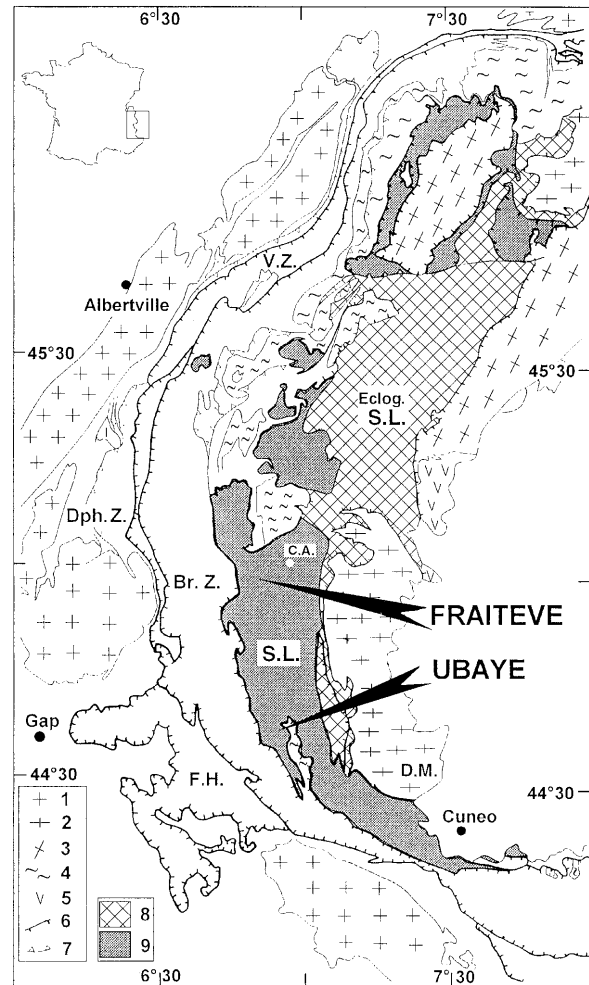 6°30
7°30
V.Z.
Albertville
45°30
45°30
Eclog.
S.L.
Dph.Z.
C.A.
Br. Z.
FRAITEVE
S.L.
UBAYE
Gap
D.M.
44°30
44°30
F.H.
Cuneo
1
2
3
4
5
6
7
8
9
6°30
7°30